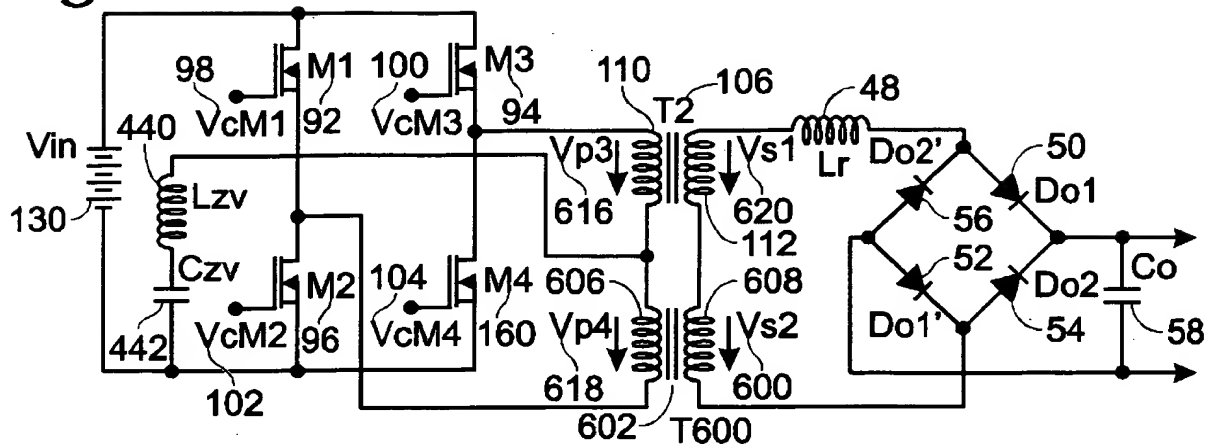 98
M1
100
M3
110
106
VcM1
92
VcM3
94
T2
48
440
Vin
Vp3
Vs1
Lr
Do2'
50
Lzv
616
620
56
Do1
130
112
Czv
104
606
608
52
Co
M2
M4
Vp4
Vs2
Do2
442
VcM2
96
VcM4
160
Do1'
54
58
102
618
600
602
T600